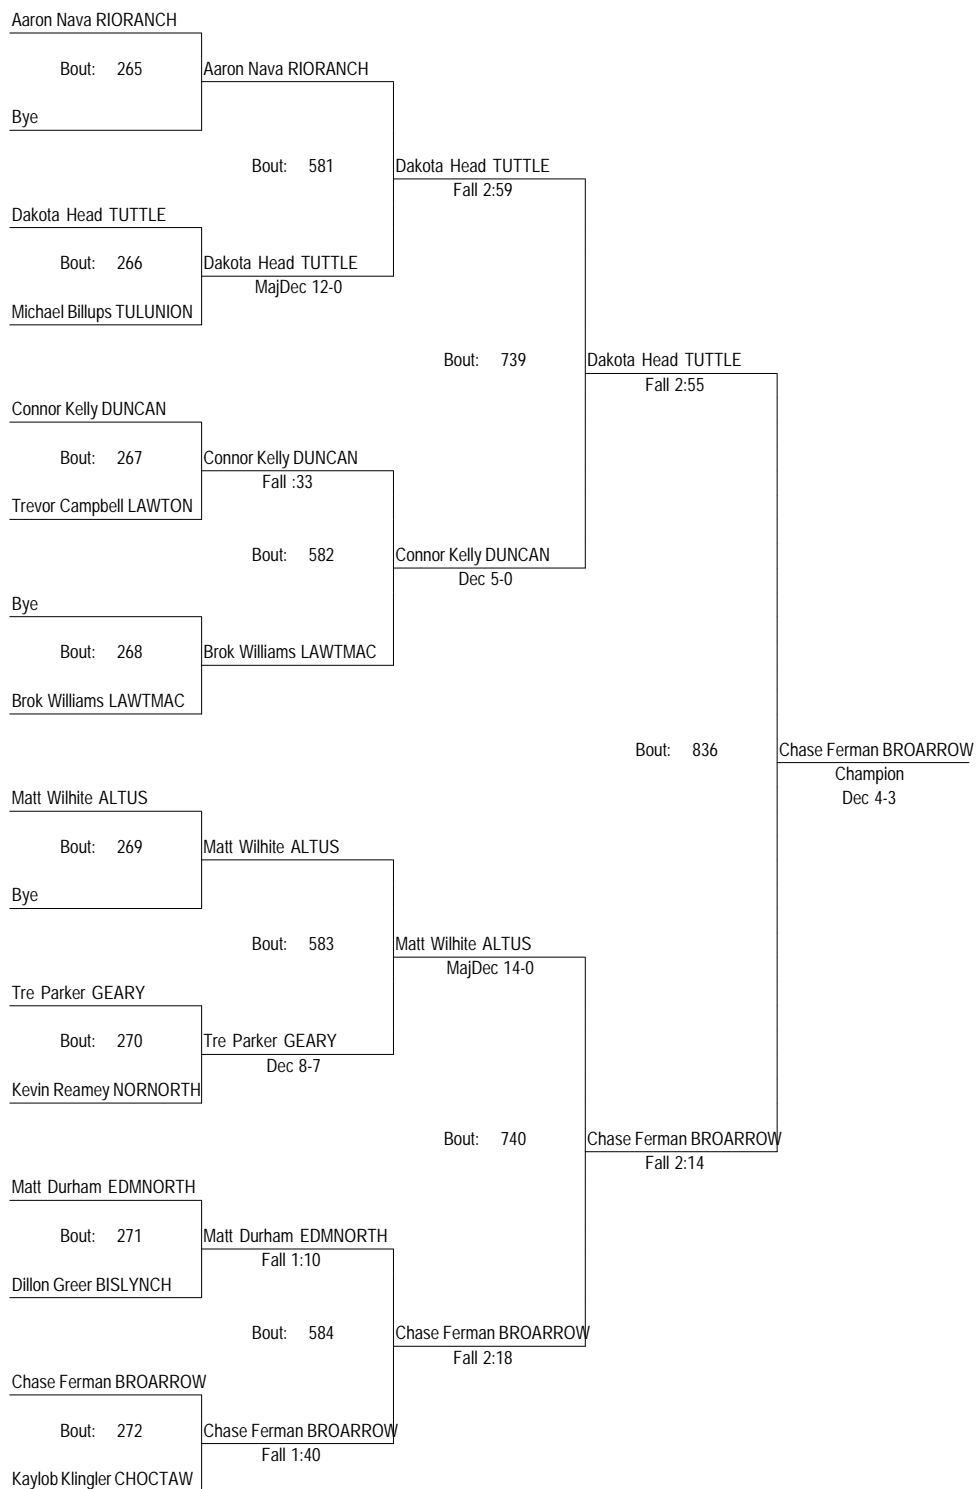 Aaron Nava RIORANCH
Bout: 265 Aaron Nava RIORANCH
Bye
Bout: 581 Dakota Head TUTTLE
Fall 2:59
Dakota Head TUTTLE
Bout: 266 Dakota Head TUTTLE
MajDec 12-0
Michael Billups TULUNION
Bout: 739 Dakota Head TUTTLE
Fall 2:55
Connor Kelly DUNCAN
Bout: 267 Connor Kelly DUNCAN
Fall :33
Trevor Campbell LAWTON
Bout: 582 Connor Kelly DUNCAN
Dec 5-0
Bye
Bout: 268 Brok Williams LAWTMAC
Brok Williams LAWTMAC
Bout: 836 Chase Ferman BROARROW
Champion
Dec 4-3
Matt Wilhite ALTUS
Bout: 269 Matt Wilhite ALTUS
Bye
Bout: 583 Matt Wilhite ALTUS
MajDec 14-0
Tre Parker GEARY
Bout: 270 Tre Parker GEARY
Dec 8-7
Kevin Reamey NORNORTH
Bout: 740 Chase Ferman BROARROW
Fall 2:14
Matt Durham EDMNORTH
Bout: 271 Matt Durham EDMNORTH
Fall 1:10
Dillon Greer BISLYNCH
Bout: 584 Chase Ferman BROARROW
Fall 2:18
Chase Ferman BROARROW
Bout: 272 Chase Ferman BROARROW
Fall 1:40
Kaylob Klingler CHOCTAW